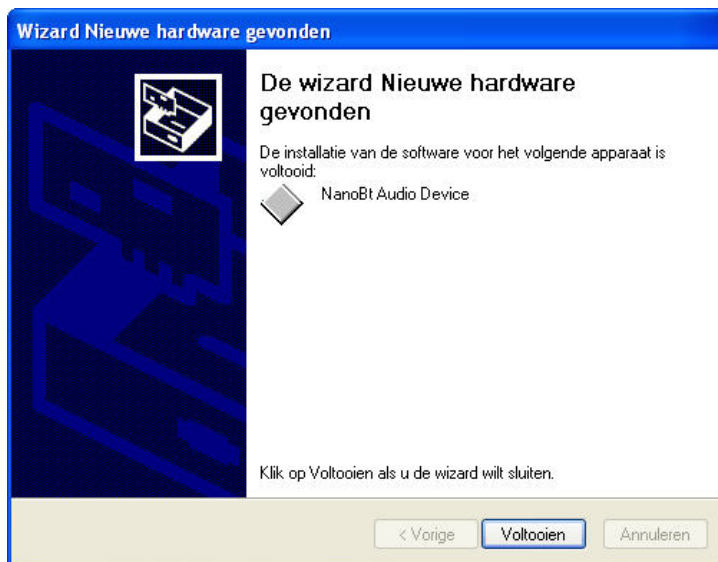 Wizard Nieuwe hardware gevonden
De wizard Nieuwe hardware
gevonden
De installatie van de software voor het volgende apparaat is
voltooid:
NanoBt Audio Device
Klik op Voltooien als u de wizard wilt sluiten.
< Vorige
Voltooien
Annuleren